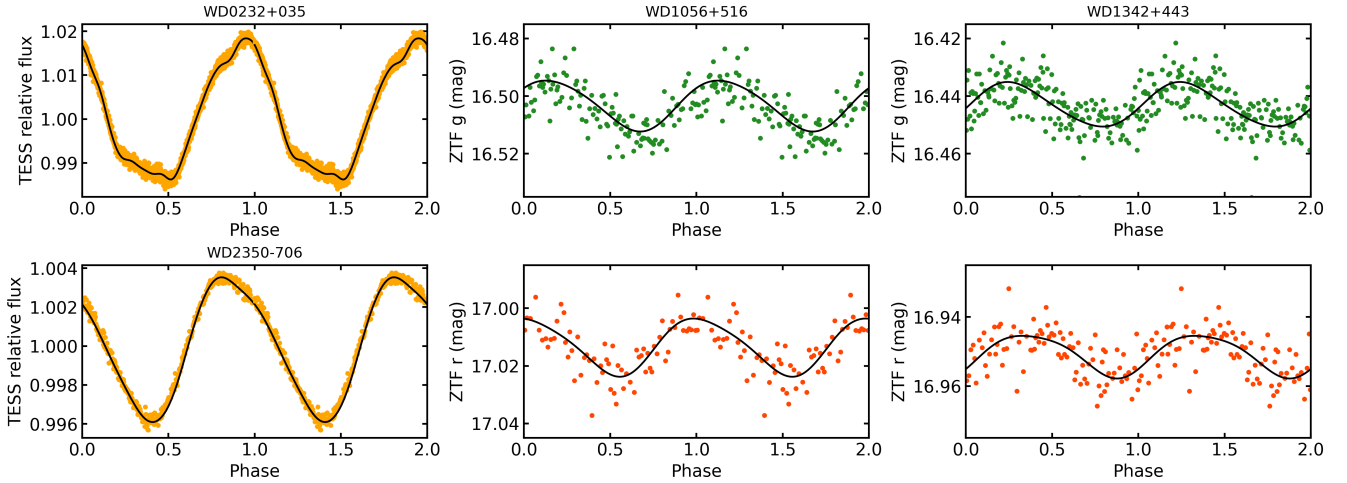 WD0232+035
1.02
1.01
1.00
0.99
TESS relative flux
0.0 0.5 1.0 1.5 2.0
Phase
WD1056+516
16.48
16.50
16.52
ZTF g (mag)
0.0 0.5 1.0 1.5 2.0
Phase
WD1342+443
16.42
16.44
16.46
ZTF g (mag)
0.0 0.5 1.0 1.5 2.0
Phase
WD2350-706
1.004
1.002
1.000
0.998
0.996
TESS relative flux
0.0 0.5 1.0 1.5 2.0
Phase
17.00
17.02
17.04
ZTF r (mag)
0.0 0.5 1.0 1.5 2.0
Phase
16.94
16.96
ZTF r (mag)
0.0 0.5 1.0 1.5 2.0
Phase